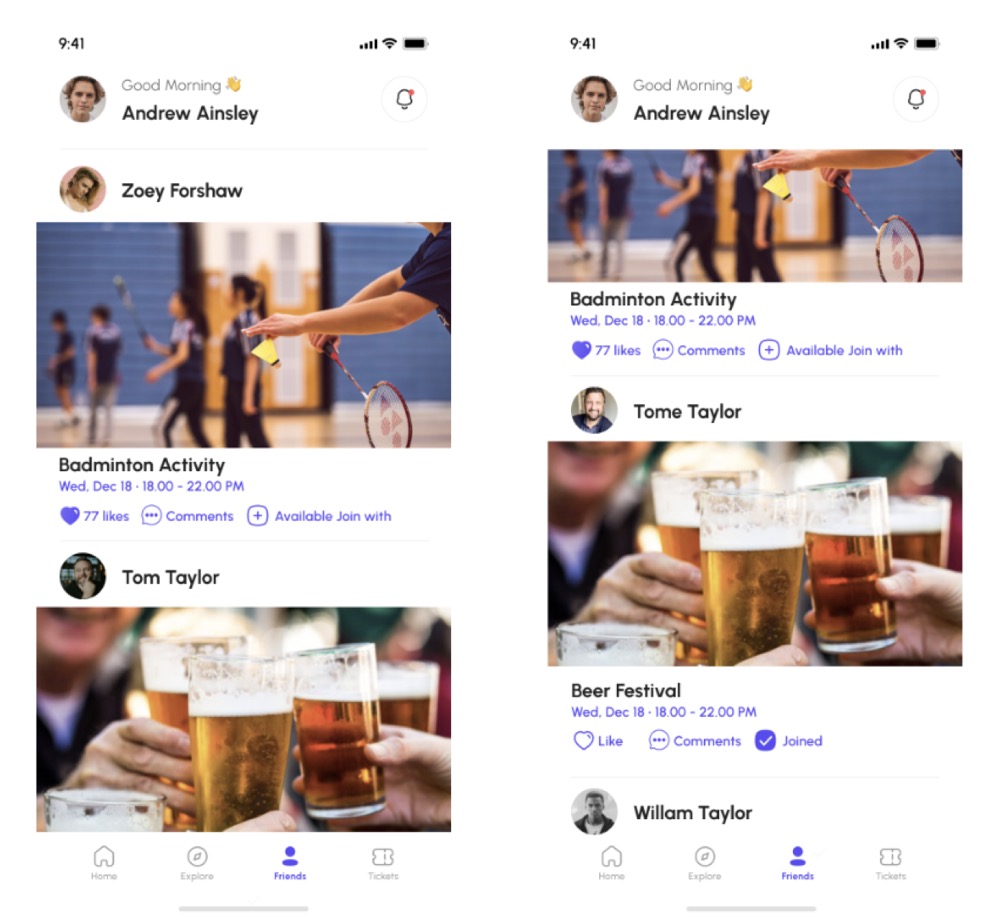 9:41
Good Morning 👋
Andrew Ainsley
Zoey Forshaw
Badminton Activity
Wed, Dec 18 · 18.00 - 22.00 PM
77 likes Comments Available Join with
Tom Taylor
Home Explore Friends Tickets
9:41
Good Morning 👋
Andrew Ainsley
Badminton Activity
Wed, Dec 18 · 18.00 - 22.00 PM
77 likes Comments Available Join with
Tome Taylor
Beer Festival
Wed, Dec 18 · 18.00 - 22.00 PM
Like Comments Joined
Willam Taylor
Home Explore Friends Tickets